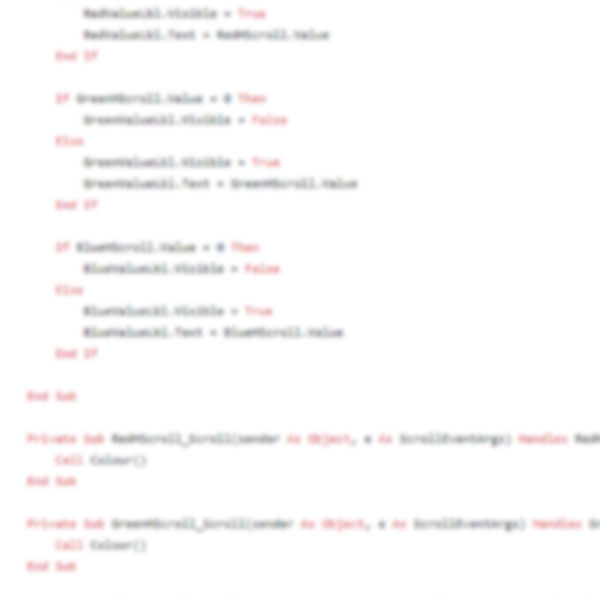 RedValueLbl.Visible = True
RedValueLbl.Text = RedHScroll.Value
End If
If GreenHScroll.Value = 0 Then
GreenValueLbl.Visible = False
Else
GreenValueLbl.Visible = True
GreenValueLbl.Text = GreenHScroll.Value
End If
If BlueHScroll.Value = 0 Then
BlueValueLbl.Visible = False
Else
BlueValueLbl.Visible = True
BlueValueLbl.Text = BlueHScroll.Value
End If
End Sub
Private Sub RedHScroll_Scroll(sender As Object, e As ScrollEventArgs) Handles RedH
Call Colour()
End Sub
Private Sub GreenHScroll_Scroll(sender As Object, e As ScrollEventArgs) Handles Gr
Call Colour()
End Sub